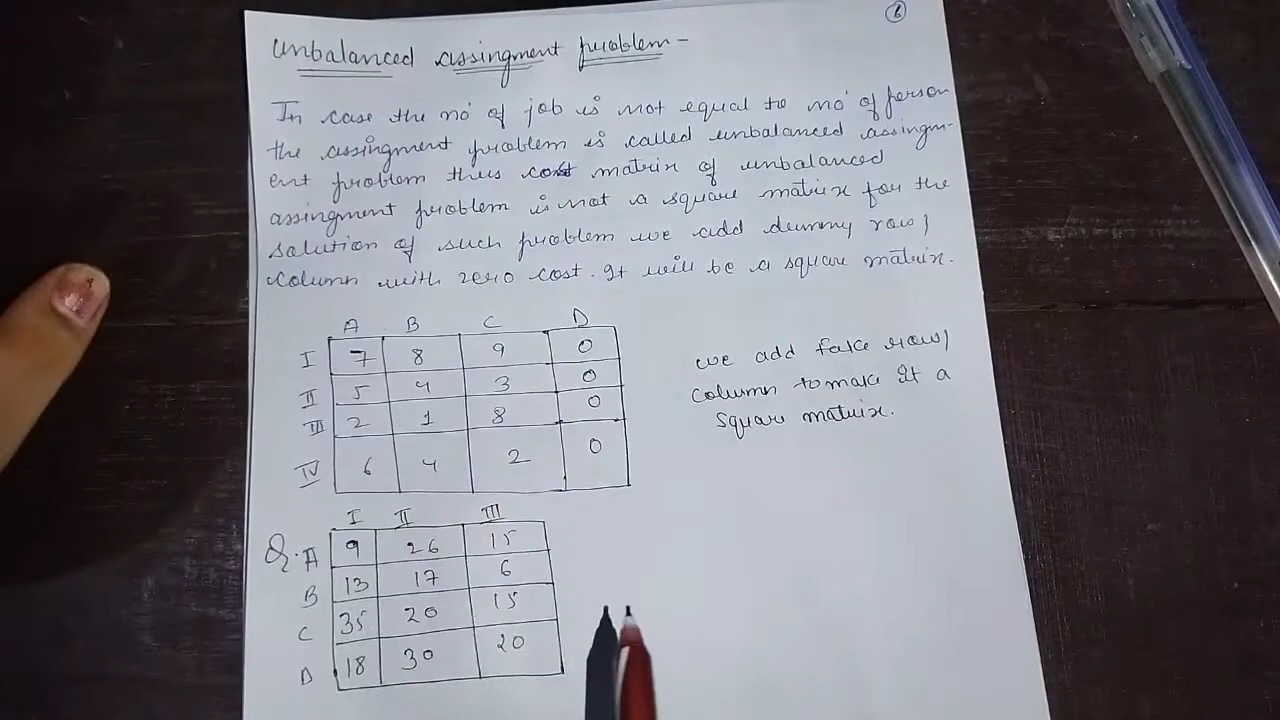 6
unbalanced assingment problem-
In case the no' of job is not equal to no' of person
the assingment problem is called unbalanced assingm-
ent problem thus cost matrix of unbalanced
assingment problem is not a square matrix for the
solution of such problem we add dummy row,
column with zero cost. It will be a square matrix.
A B C D
I 7 8 9 0
II 5 4 3 0
III 2 1 8 0
IV 6 4 2 0
we add fake row,
column to make it a
square matrix.
I II III
Q. A 9 26 15
B 13 17 6
C 35 20 15
D 18 30 20